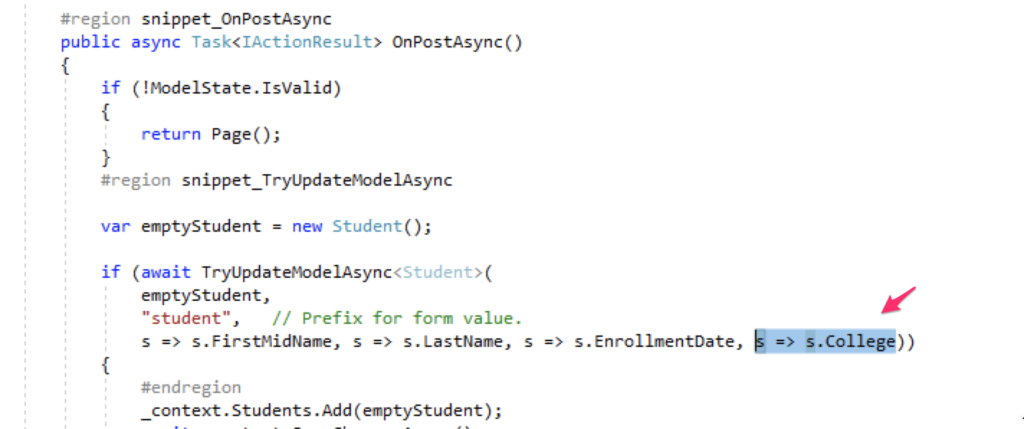 #region snippet_OnPostAsync
public async Task<IActionResult> OnPostAsync()
{
if (!ModelState.IsValid)
{
return Page();
}
#region snippet_TryUpdateModelAsync
var emptyStudent = new Student();
if (await TryUpdateModelAsync<Student>(
emptyStudent,
"student", // Prefix for form value.
s => s.FirstMidName, s => s.LastName, s => s.EnrollmentDate, s => s.College))
{
#endregion
_context.Students.Add(emptyStudent);